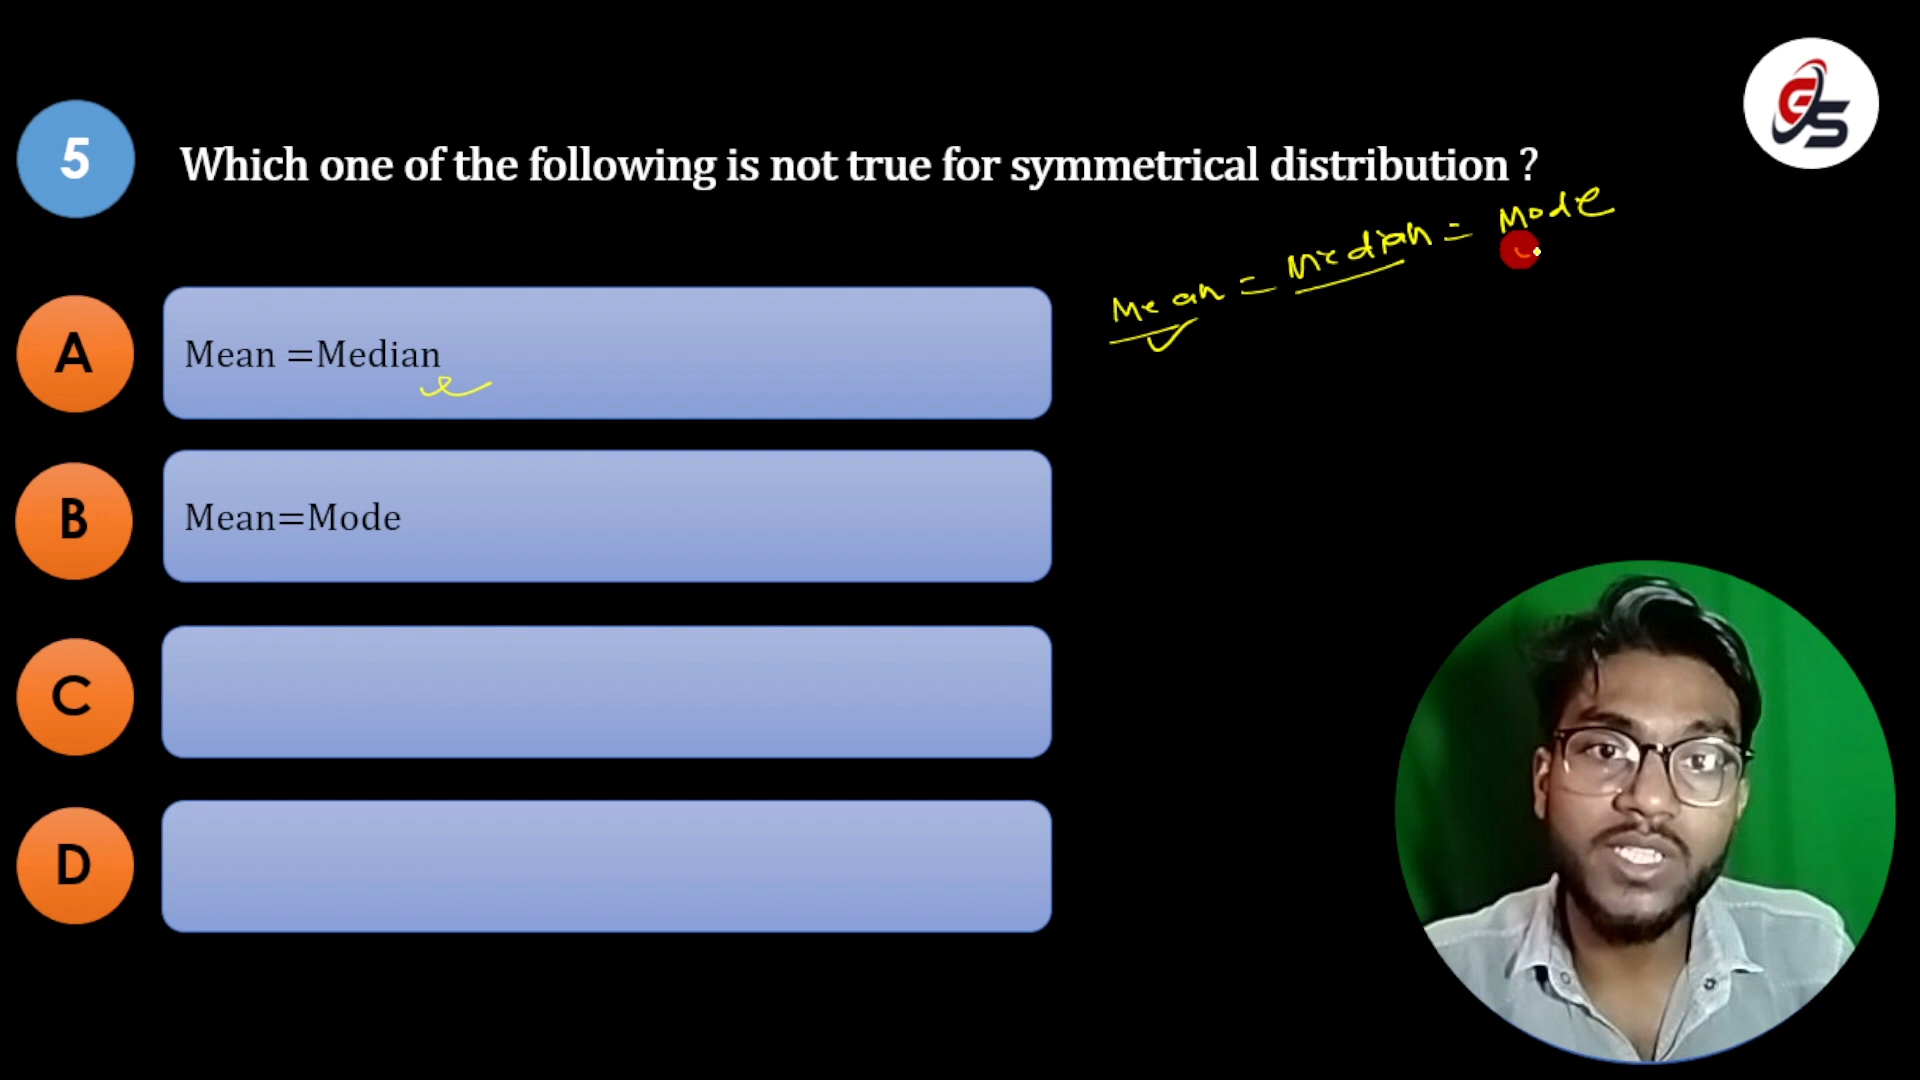 5
Which one of the following is not true for symmetrical distribution ?
GS
Mean = Median = Mode
A
Mean =Median
B
Mean=Mode
C
D